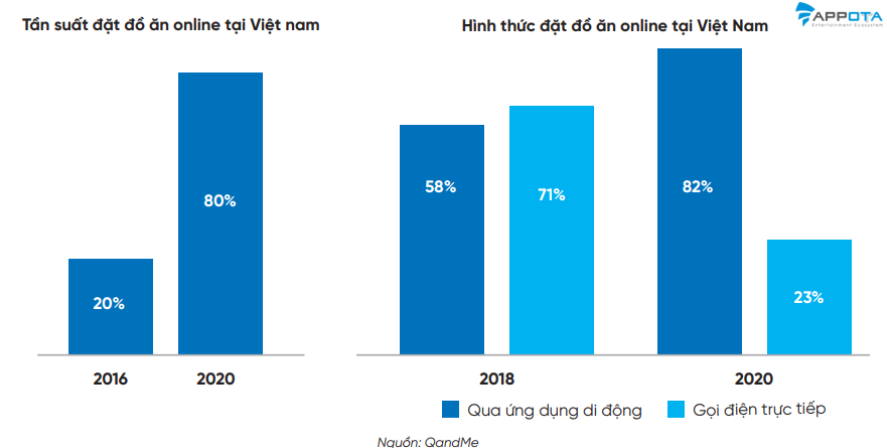 Tần suất đặt đồ ăn online tại Việt nam
80%
20%
2016 2020
APPOTA
Entertainment Ecosystem
Hình thức đặt đồ ăn online tại Việt Nam
58% 71% 82% 23%
2018 2020
Qua ứng dụng di động Gọi điện trực tiếp
Nguồn: QandMe